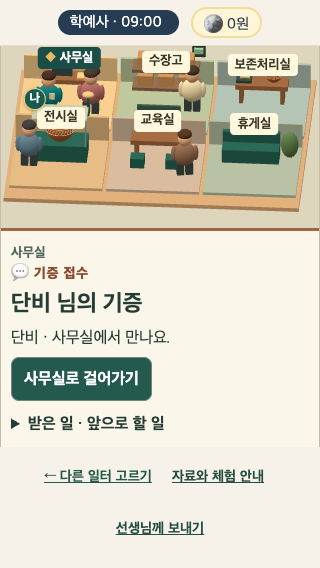 학예사 · 09:00
0원
◆ 사무실
수장고
보존처리실
나
전시실
교육실
휴게실
사무실
기증 접수
단비 님의 기증
단비 · 사무실에서 만나요.
사무실로 걸어가기
▶ 받은 일 · 앞으로 할 일
← 다른 일터 고르기
자료와 체험 안내
선생님께 보내기